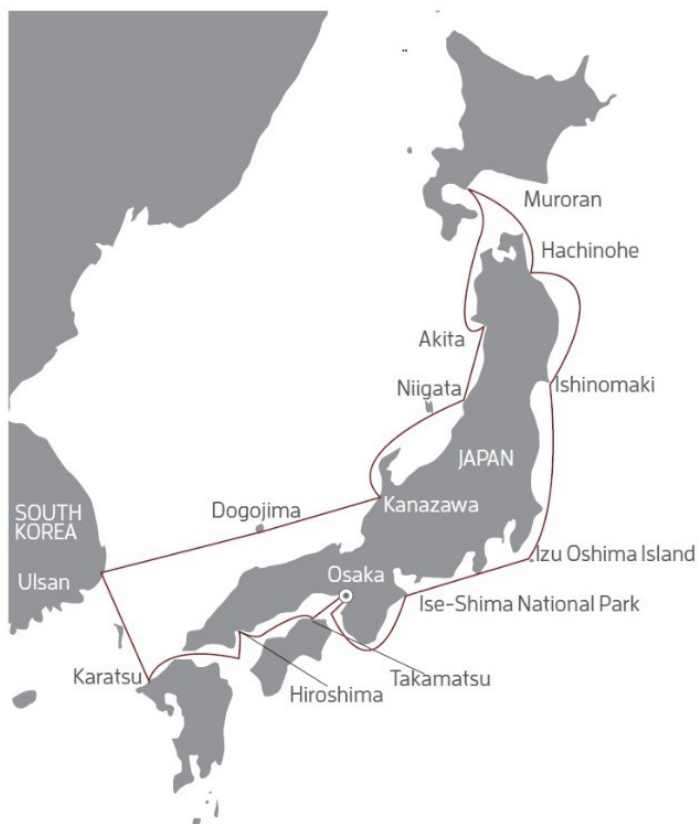 Muroran
Hachinohe
Akita
Niigata
Ishinomaki
JAPAN
Kanazawa
SOUTH
KOREA
Dogojima
Izu Oshima Island
Ulsan
Osaka
Ise-Shima National Park
Karatsu
Takamatsu
Hiroshima